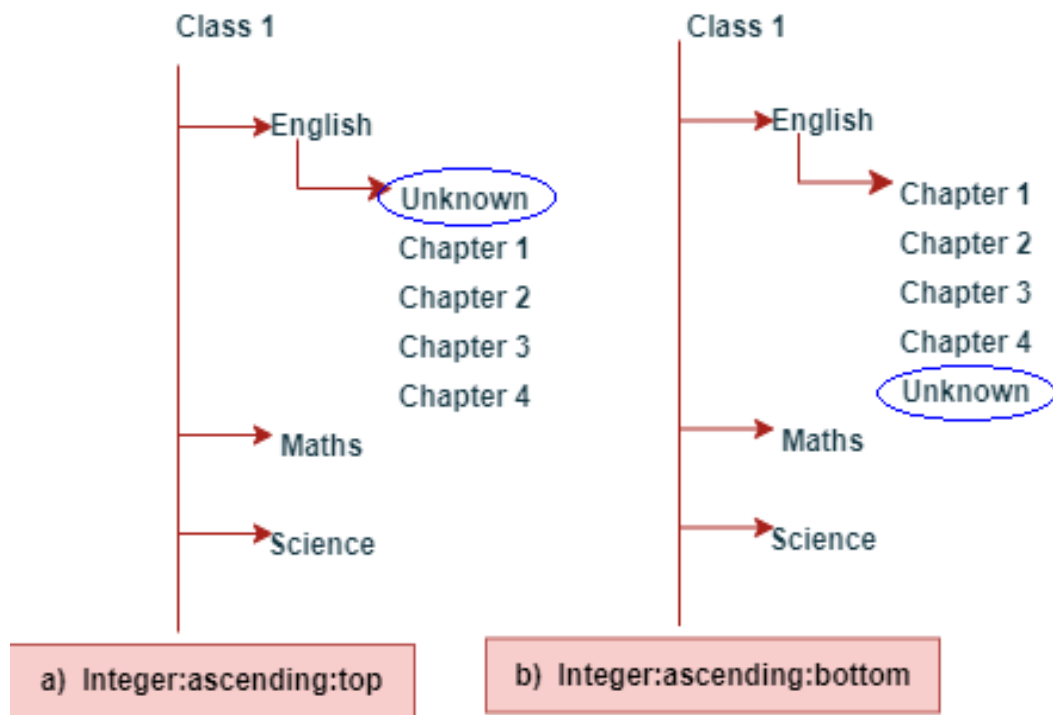 Class 1
English
Unknown
Chapter 1
Chapter 2
Chapter 3
Chapter 4
Maths
Science
a) Integer:ascending:top
Class 1
English
Chapter 1
Chapter 2
Chapter 3
Chapter 4
Unknown
Maths
Science
b) Integer:ascending:bottom